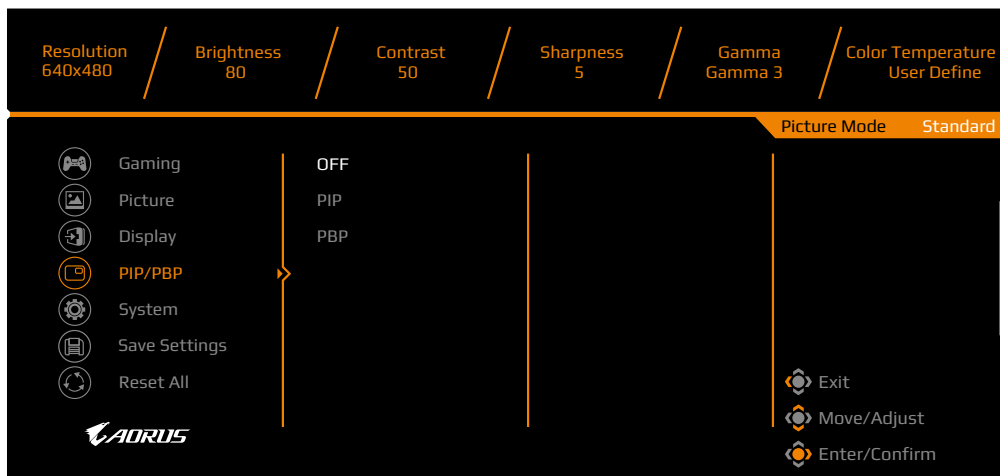 Resolution
640x480
Brightness
80
Contrast
50
Sharpness
5
Gamma
Gamma 3
Color Temperature
User Define
Picture Mode Standard
Gaming
Picture
Display
PIP/PBP
System
Save Settings
Reset All
OFF
PIP
PBP
Exit
Move/Adjust
Enter/Confirm
AORUS